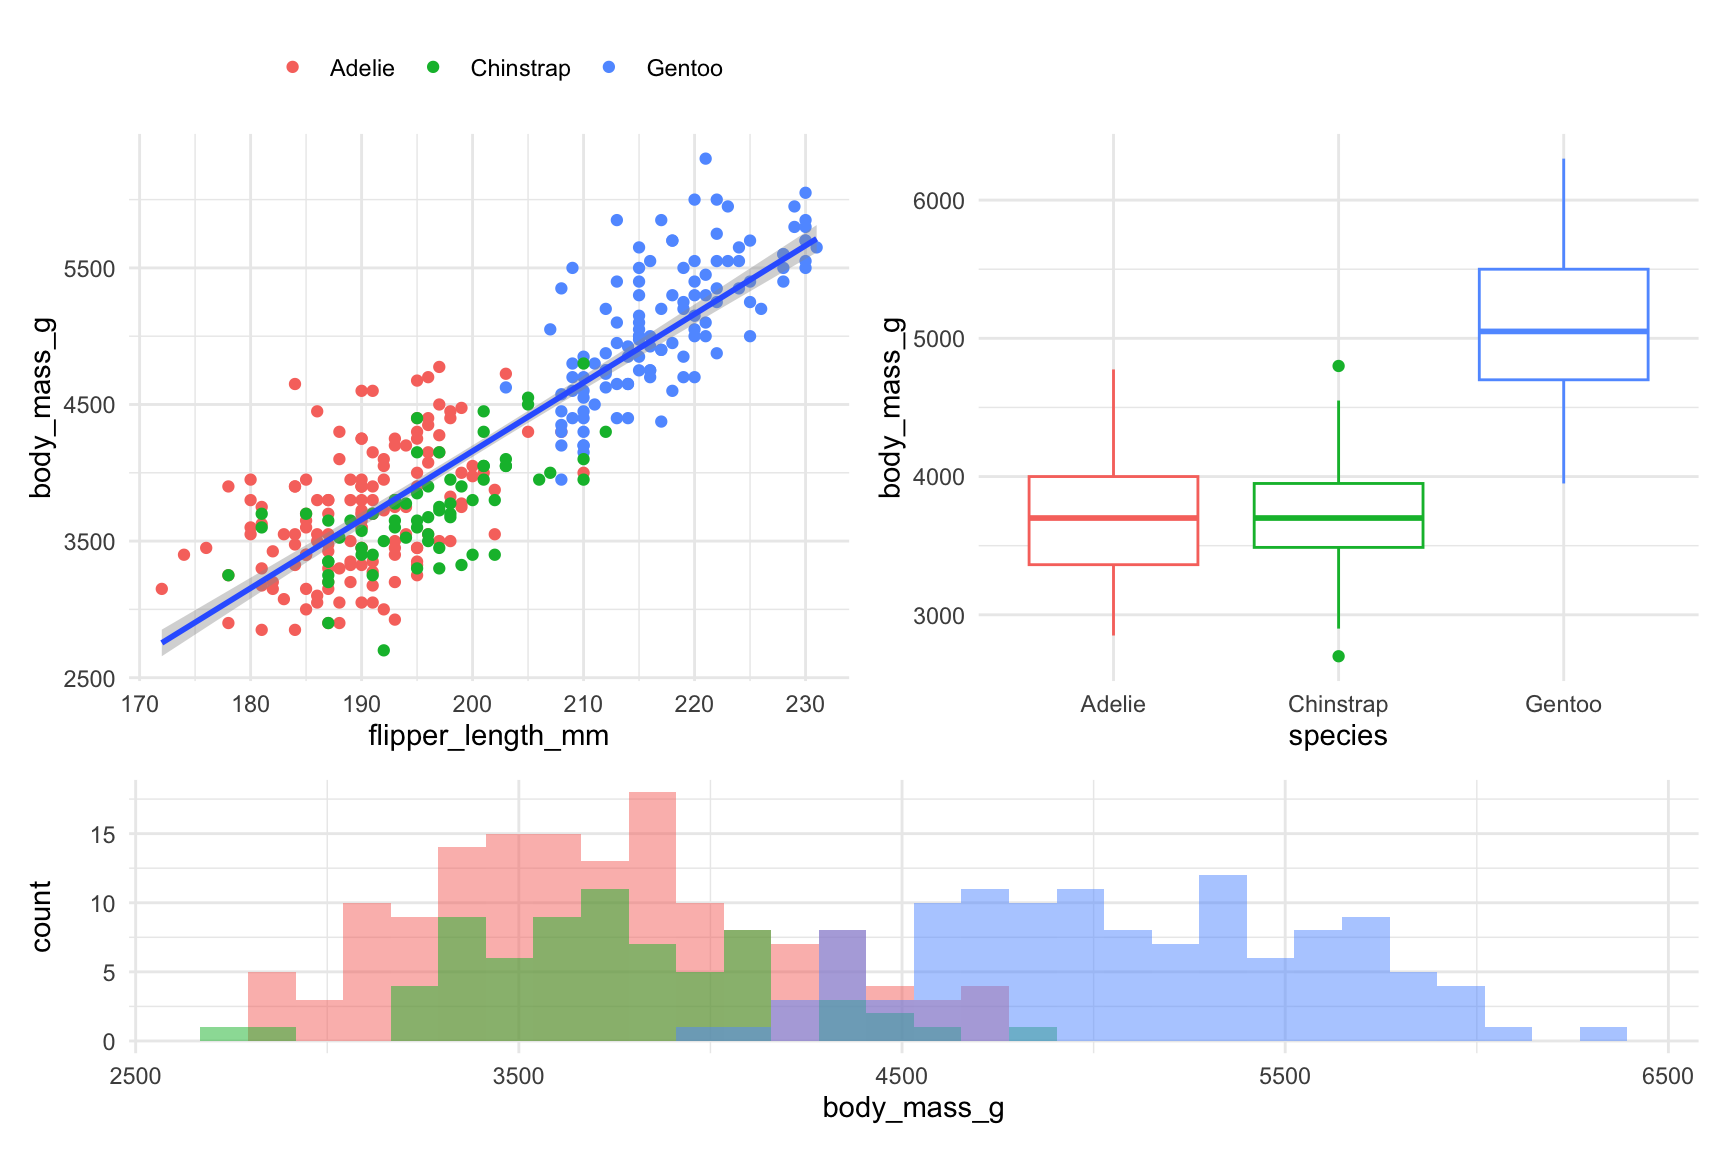 Adelie Chinstrap Gentoo
body_mass_g
5500
4500
3500
2500
170 180 190 200 210 220 230
flipper_length_mm
body_mass_g
6000
5000
4000
3000
Adelie Chinstrap Gentoo
species
count
15
10
5
0
2500 3500 4500 5500 6500
body_mass_g